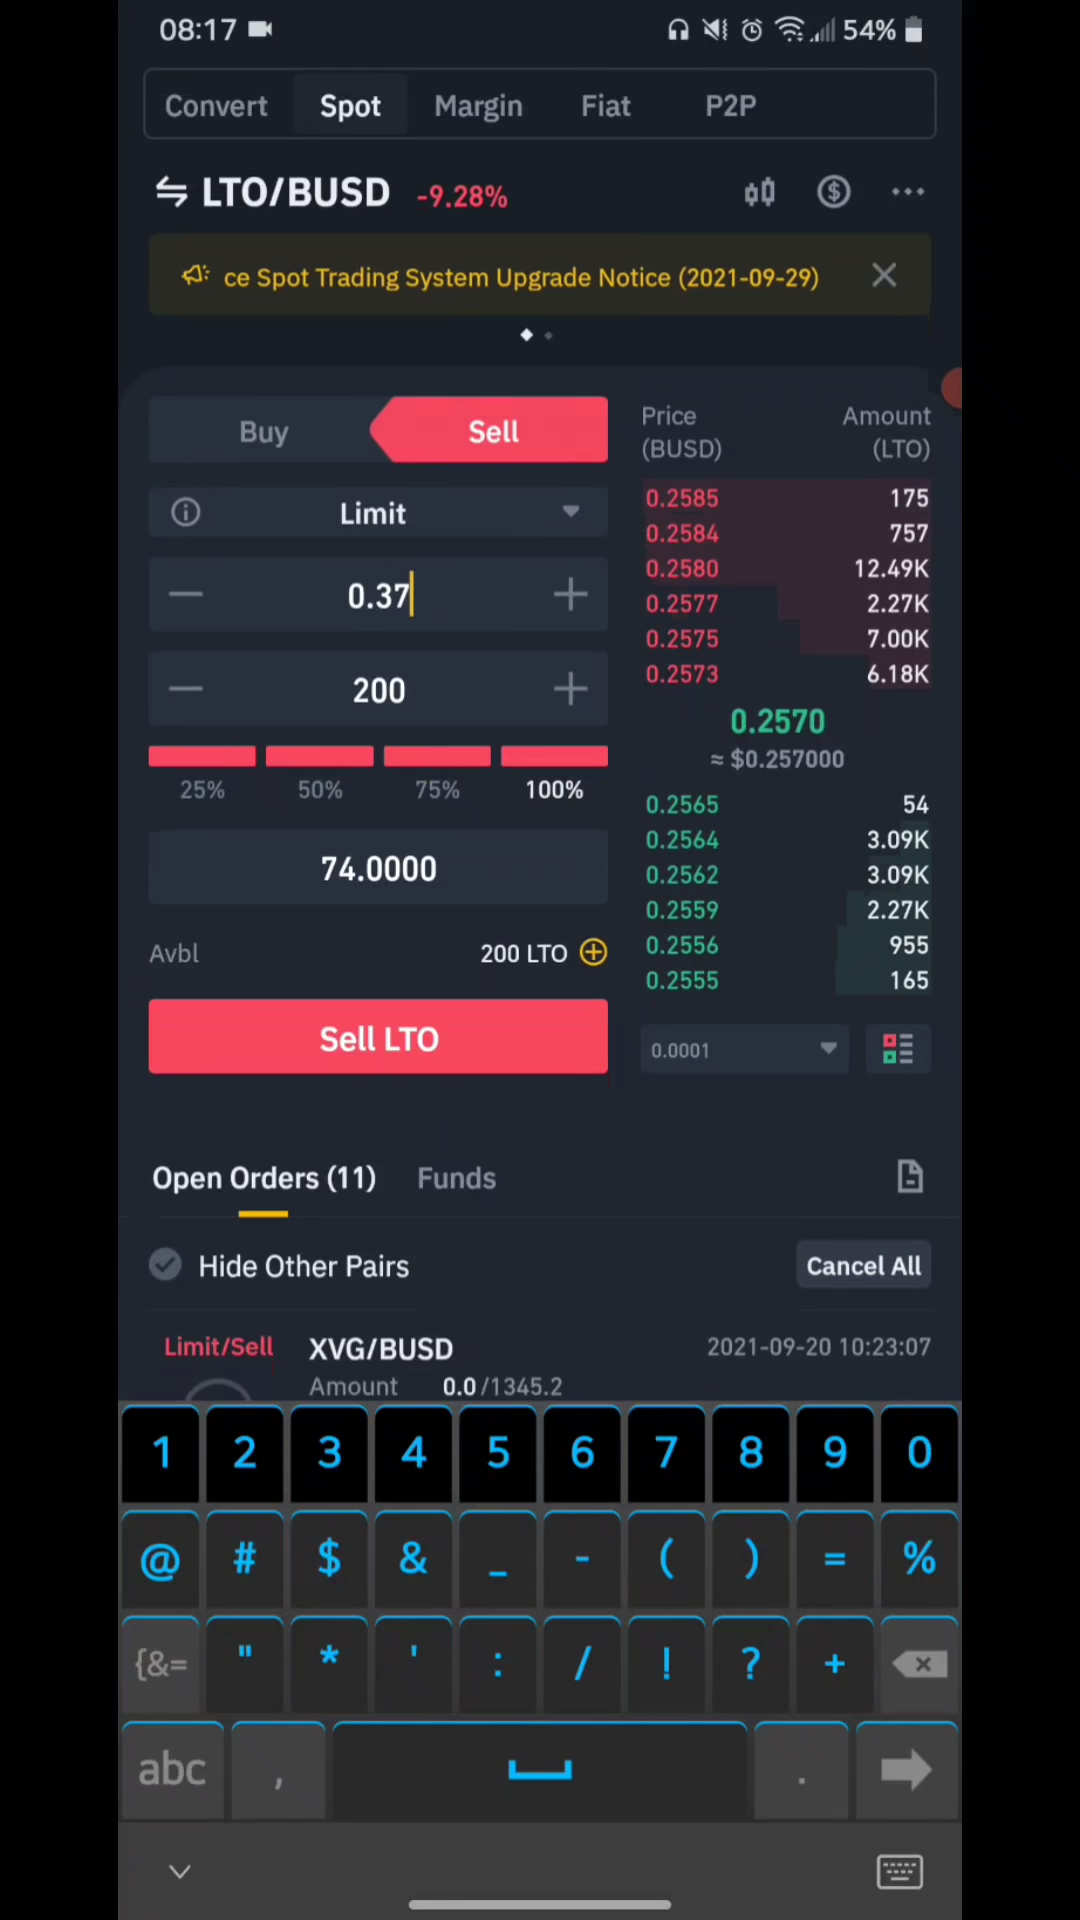 08:17 54%
Convert Spot Margin Fiat P2P
LTO/BUSD -9.28%
ce Spot Trading System Upgrade Notice (2021-09-29)
Buy Sell
Limit
0.37
200
25% 50% 75% 100%
74.0000
Avbl 200 LTO
Sell LTO
Price Amount
(BUSD) (LTO)
0.2585 175
0.2584 757
0.2580 12.49K
0.2577 2.27K
0.2575 7.00K
0.2573 6.18K
0.2570
≈ $0.257000
0.2565 54
0.2564 3.09K
0.2562 3.09K
0.2559 2.27K
0.2556 955
0.2555 165
0.0001
Open Orders (11) Funds
Hide Other Pairs Cancel All
Limit/Sell XVG/BUSD 2021-09-20 10:23:07
Amount 0.0 /1345.2
1 2 3 4 5 6 7 8 9 0
@ # $ & _ - ( ) = %
{&= " * ' : / ! ? +
abc , .